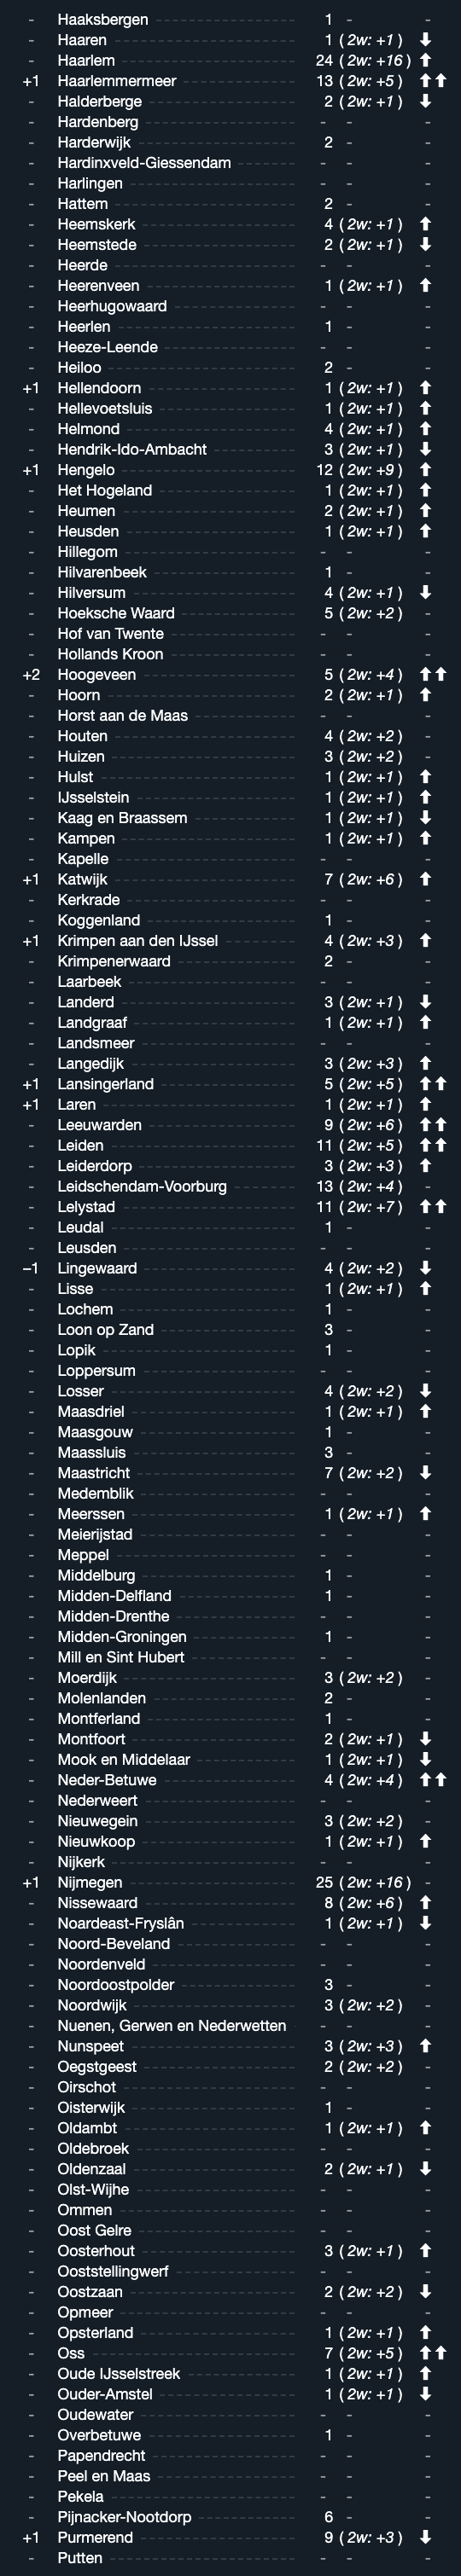 - Haaksbergen 1 - -
- Haaren 1 ( 2w: +1 ) ⬇
- Haarlem 24 ( 2w: +16 ) ⬆
+1 Haarlemmermeer 13 ( 2w: +5 ) ⬆⬆
- Halderberge 2 ( 2w: +1 ) ⬇
- Hardenberg - - -
- Harderwijk 2 - -
- Hardinxveld-Giessendam - - -
- Harlingen - - -
- Hattem 2 - -
- Heemskerk 4 ( 2w: +1 ) ⬆
- Heemstede 2 ( 2w: +1 ) ⬇
- Heerde - - -
- Heerenveen 1 ( 2w: +1 ) ⬆
- Heerhugowaard - - -
- Heerlen 1 - -
- Heeze-Leende - - -
- Heiloo 2 - -
+1 Hellendoorn 1 ( 2w: +1 ) ⬆
- Hellevoetsluis 1 ( 2w: +1 ) ⬆
- Helmond 4 ( 2w: +1 ) ⬆
- Hendrik-Ido-Ambacht 3 ( 2w: +1 ) ⬇
+1 Hengelo 12 ( 2w: +9 ) ⬆
- Het Hogeland 1 ( 2w: +1 ) ⬆
- Heumen 2 ( 2w: +1 ) ⬆
- Heusden 1 ( 2w: +1 ) ⬆
- Hillegom - - -
- Hilvarenbeek 1 - -
- Hilversum 4 ( 2w: +1 ) ⬇
- Hoeksche Waard 5 ( 2w: +2 ) -
- Hof van Twente - - -
- Hollands Kroon - - -
+2 Hoogeveen 5 ( 2w: +4 ) ⬆⬆
- Hoorn 2 ( 2w: +1 ) ⬆
- Horst aan de Maas - - -
- Houten 4 ( 2w: +2 ) -
- Huizen 3 ( 2w: +2 ) -
- Hulst 1 ( 2w: +1 ) ⬆
- IJsselstein 1 ( 2w: +1 ) ⬆
- Kaag en Braassem 1 ( 2w: +1 ) ⬇
- Kampen 1 ( 2w: +1 ) ⬆
- Kapelle - - -
+1 Katwijk 7 ( 2w: +6 ) ⬆
- Kerkrade - - -
- Koggenland 1 - -
+1 Krimpen aan den IJssel 4 ( 2w: +3 ) ⬆
- Krimpenerwaard 2 - -
- Laarbeek - - -
- Landerd 3 ( 2w: +1 ) ⬇
- Landgraaf 1 ( 2w: +1 ) ⬆
- Landsmeer - - -
- Langedijk 3 ( 2w: +3 ) ⬆
+1 Lansingerland 5 ( 2w: +5 ) ⬆⬆
+1 Laren 1 ( 2w: +1 ) ⬆
- Leeuwarden 9 ( 2w: +6 ) ⬆⬆
- Leiden 11 ( 2w: +5 ) ⬆⬆
- Leiderdorp 3 ( 2w: +3 ) ⬆
- Leidschendam-Voorburg 13 ( 2w: +4 ) -
- Lelystad 11 ( 2w: +7 ) ⬆⬆
- Leudal 1 - -
- Leusden - - -
−1 Lingewaard 4 ( 2w: +2 ) ⬇
- Lisse 1 ( 2w: +1 ) ⬆
- Lochem 1 - -
- Loon op Zand 3 - -
- Lopik 1 - -
- Loppersum - - -
- Losser 4 ( 2w: +2 ) ⬇
- Maasdriel 1 ( 2w: +1 ) ⬆
- Maasgouw 1 - -
- Maassluis 3 - -
- Maastricht 7 ( 2w: +2 ) ⬇
- Medemblik - - -
- Meerssen 1 ( 2w: +1 ) ⬆
- Meierijstad - - -
- Meppel - - -
- Middelburg 1 - -
- Midden-Delfland 1 - -
- Midden-Drenthe - - -
- Midden-Groningen 1 - -
- Mill en Sint Hubert - - -
- Moerdijk 3 ( 2w: +2 ) -
- Molenlanden 2 - -
- Montferland 1 - -
- Montfoort 2 ( 2w: +1 ) ⬇
- Mook en Middelaar 1 ( 2w: +1 ) ⬇
- Neder-Betuwe 4 ( 2w: +4 ) ⬆⬆
- Nederweert - - -
- Nieuwegein 3 ( 2w: +2 ) -
- Nieuwkoop 1 ( 2w: +1 ) ⬆
- Nijkerk - - -
+1 Nijmegen 25 ( 2w: +16 ) -
- Nissewaard 8 ( 2w: +6 ) ⬆
- Noardeast-Fryslân 1 ( 2w: +1 ) ⬇
- Noord-Beveland - - -
- Noordenveld - - -
- Noordoostpolder 3 - -
- Noordwijk 3 ( 2w: +2 ) -
- Nuenen, Gerwen en Nederwetten - - -
- Nunspeet 3 ( 2w: +3 ) ⬆
- Oegstgeest 2 ( 2w: +2 ) -
- Oirschot - - -
- Oisterwijk 1 - -
- Oldambt 1 ( 2w: +1 ) ⬆
- Oldebroek - - -
- Oldenzaal 2 ( 2w: +1 ) ⬇
- Olst-Wijhe - - -
- Ommen - - -
- Oost Gelre - - -
- Oosterhout 3 ( 2w: +1 ) ⬆
- Ooststellingwerf - - -
- Oostzaan 2 ( 2w: +2 ) ⬇
- Opmeer - - -
- Opsterland 1 ( 2w: +1 ) ⬆
- Oss 7 ( 2w: +5 ) ⬆⬆
- Oude IJsselstreek 1 ( 2w: +1 ) ⬆
- Ouder-Amstel 1 ( 2w: +1 ) ⬇
- Oudewater - - -
- Overbetuwe 1 - -
- Papendrecht - - -
- Peel en Maas - - -
- Pekela - - -
- Pijnacker-Nootdorp 6 - -
+1 Purmerend 9 ( 2w: +3 ) ⬇
- Putten - - -